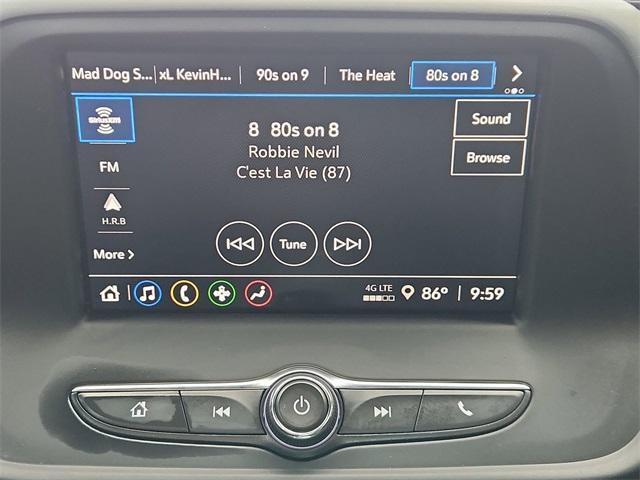 Mad Dog S... xL KevinH... 90s on 9 The Heat 80s on 8
SiriusXM
Sound
8 80s on 8
Robbie Nevil
Browse
FM
C'est La Vie (87)
H.R.B
Tune
More
4G LTE 86° 9:59